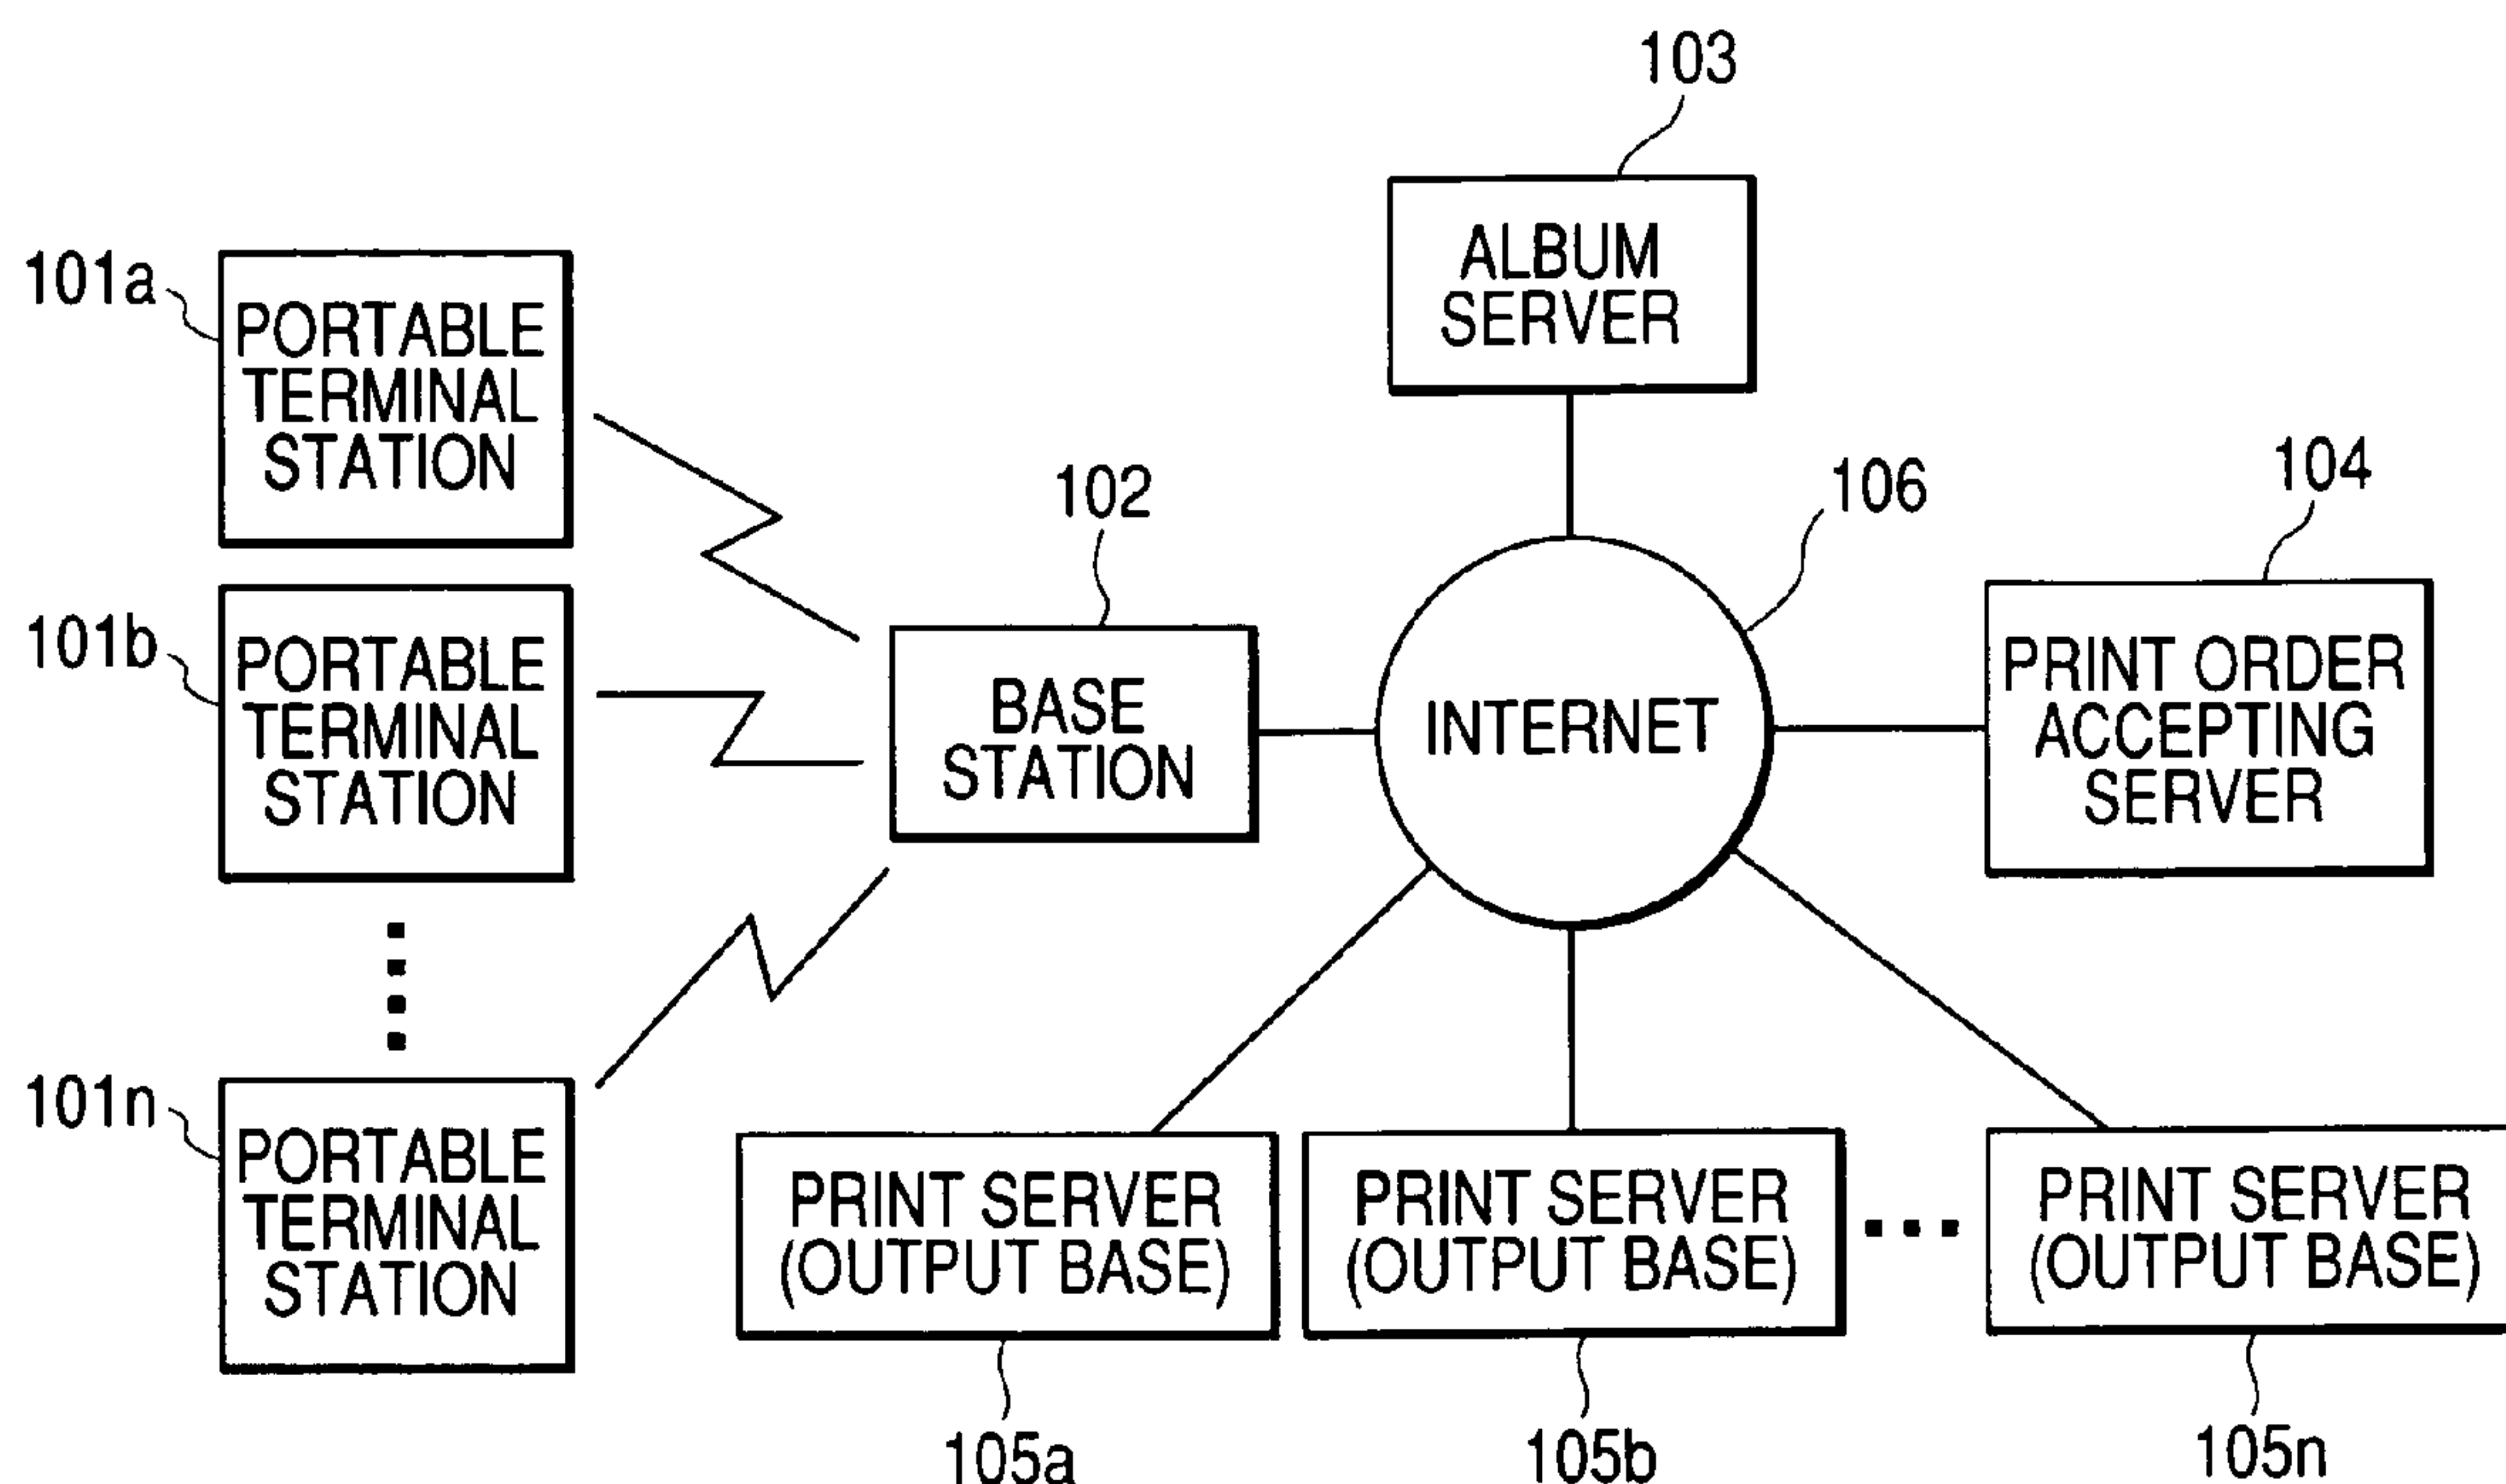 103
ALBUM
SERVER
101a
PORTABLE
TERMINAL
STATION
102
106
104
101b
PORTABLE
TERMINAL
STATION
BASE
STATION
INTERNET
PRINT ORDER
ACCEPTING
SERVER
101n
PORTABLE
TERMINAL
STATION
PRINT SERVER
(OUTPUT BASE)
PRINT SERVER
(OUTPUT BASE)
PRINT SERVER
(OUTPUT BASE)
105a
105b
105n